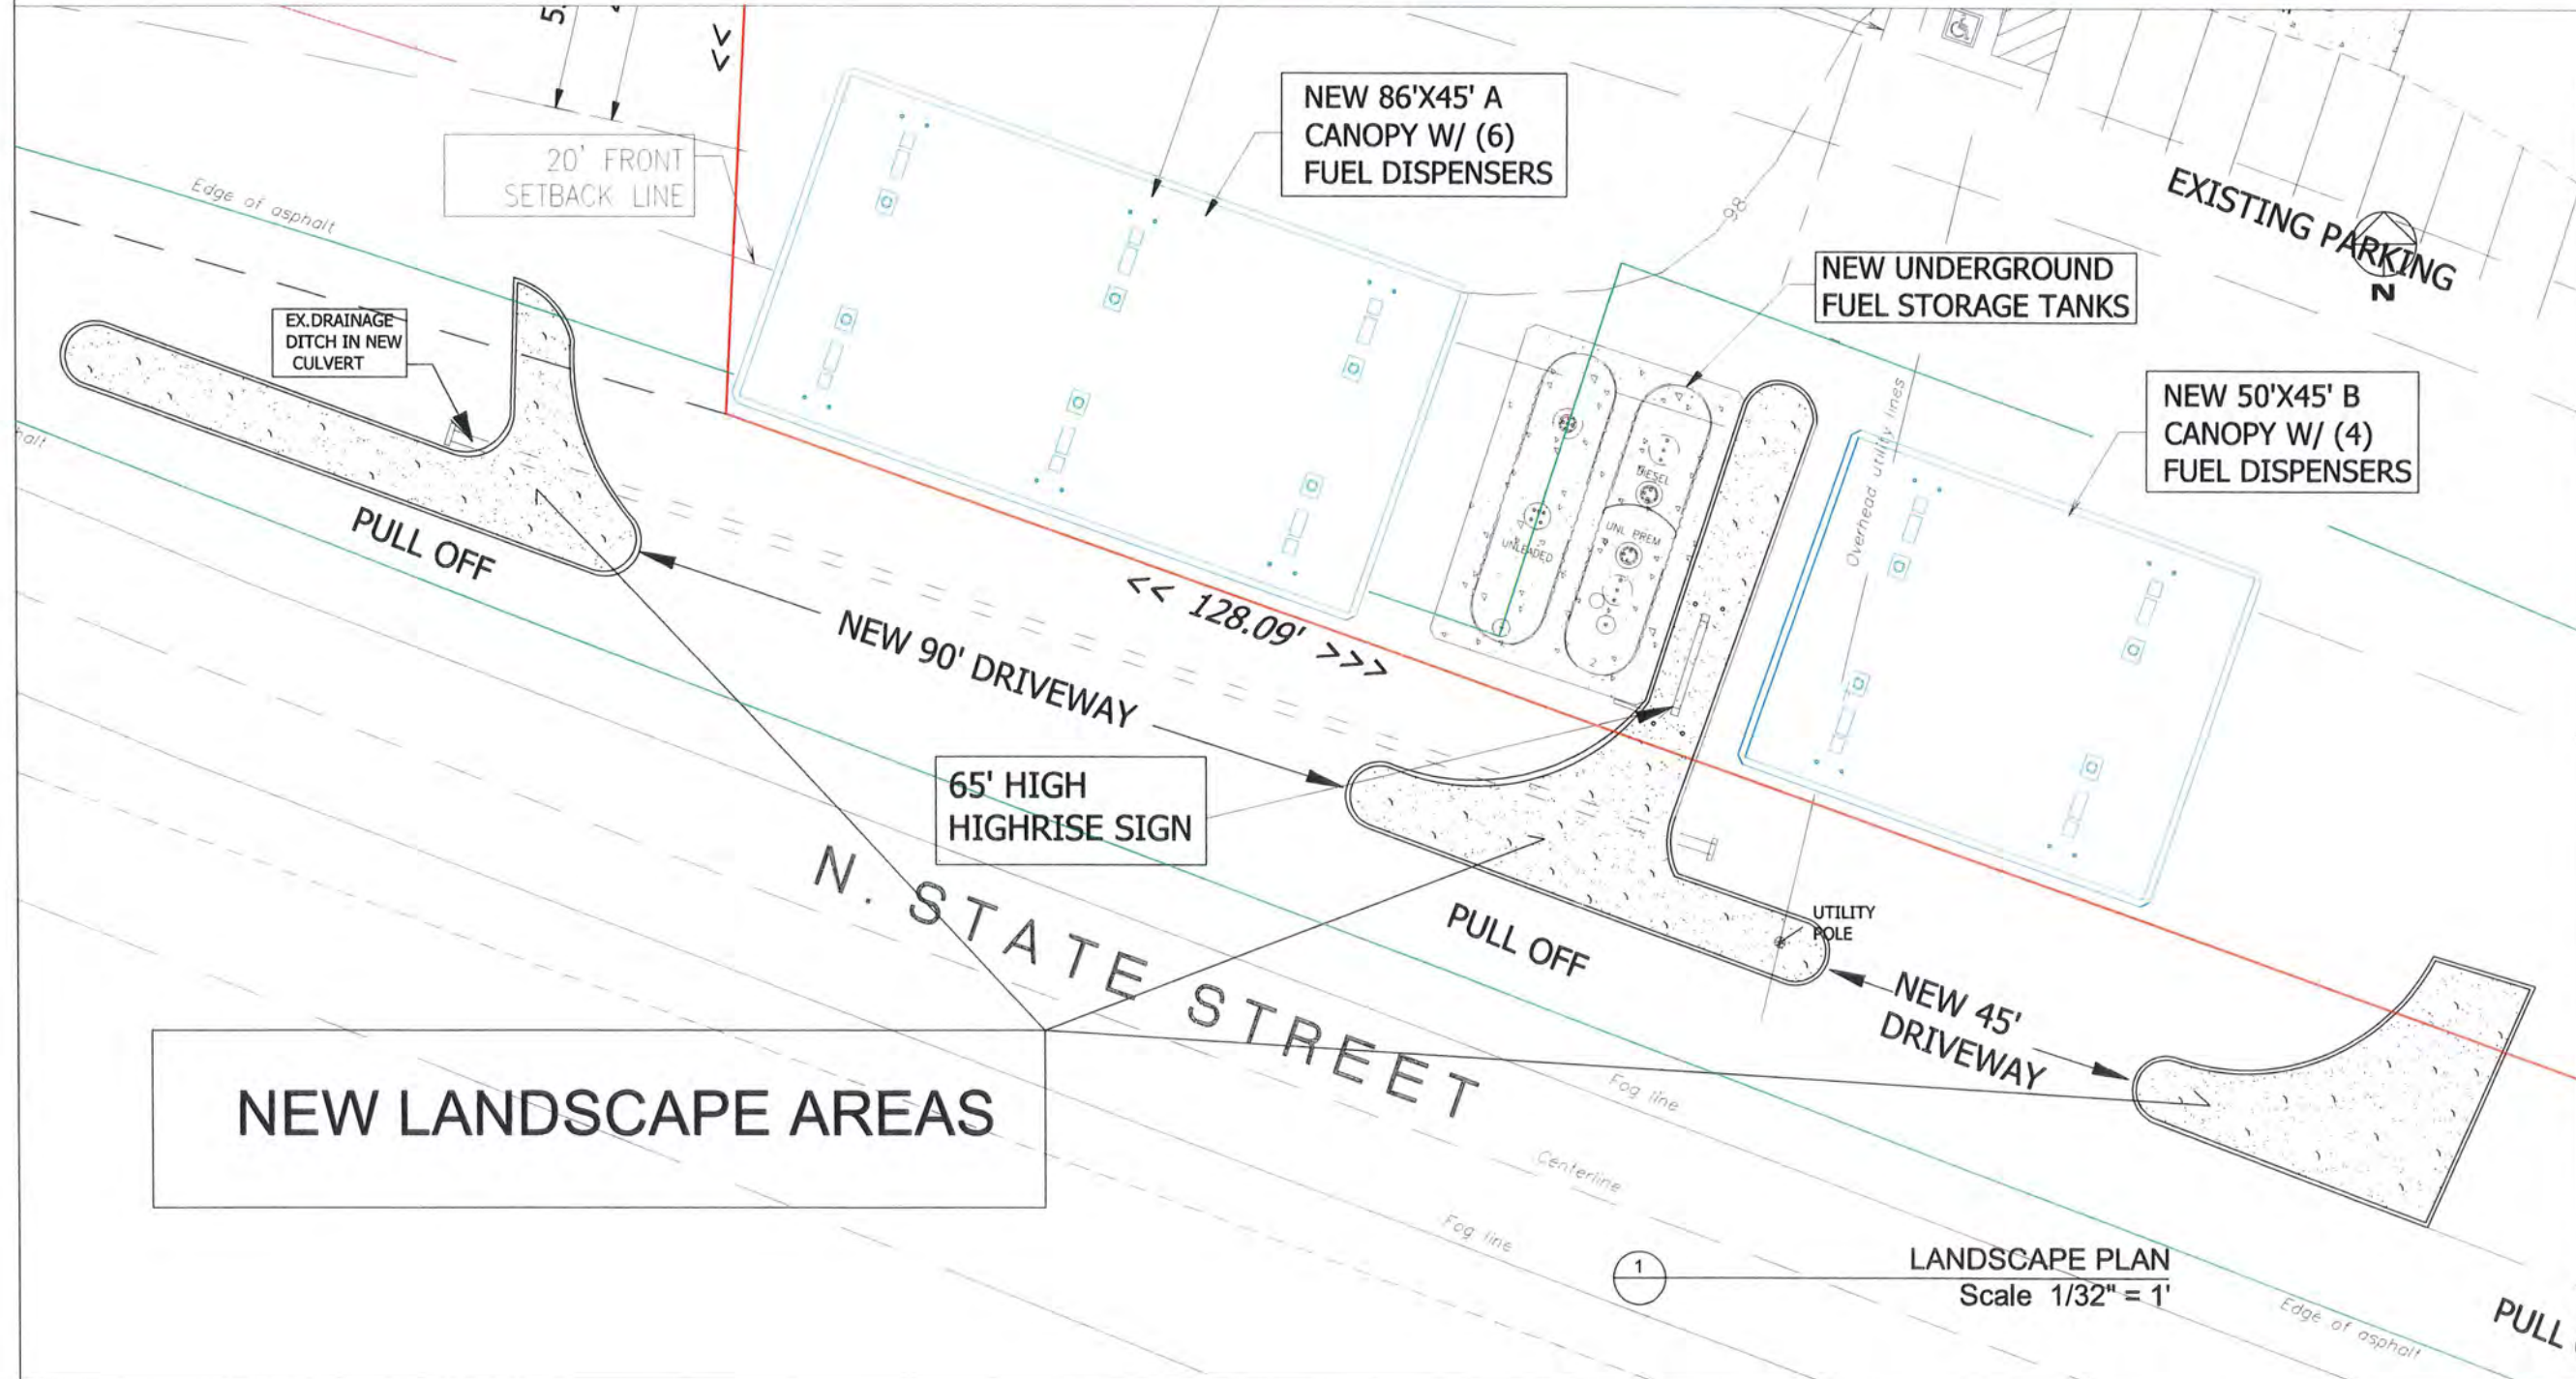 5.
<<
NEW 86'X45' A
CANOPY W/ (6)
FUEL DISPENSERS
20' FRONT
SETBACK LINE
Edge of asphalt
98
EXISTING PARKING
N
NEW UNDERGROUND
FUEL STORAGE TANKS
EX.DRAINAGE
DITCH IN NEW
CULVERT
NEW 50'X45' B
CANOPY W/ (4)
FUEL DISPENSERS
Overhead utility lines
halt
DIESEL
UNL PREM
UNLEADED
PULL OFF
<< 128.09' >>>
NEW 90' DRIVEWAY
65' HIGH
HIGHRISE SIGN
N. STATE STREET
PULL OFF
UTILITY
POLE
NEW 45'
DRIVEWAY
NEW LANDSCAPE AREAS
Fog line
Centerline
Fog line
1
LANDSCAPE PLAN
Scale 1/32" = 1'
Edge of asphalt
PULL